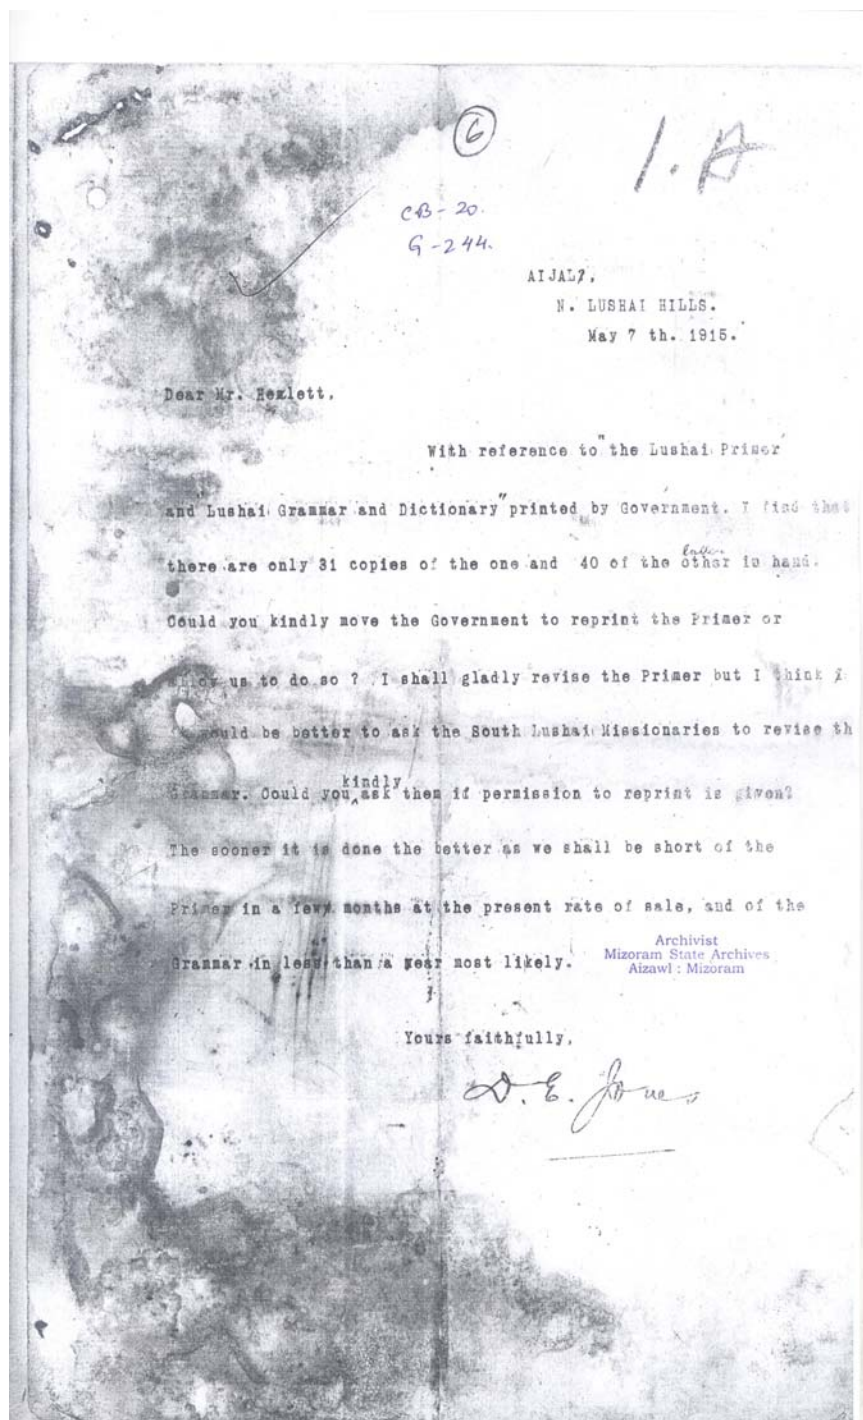 6
1. A
CB-20.
G-244.
AIJAL,
N. LUSHAI HILLS.
May 7 th. 1915.
Dear Mr. Hezlett,
With reference to "the Lushai Primer
and "Lushai Grammar and Dictionary" printed by Government. I find that
there are only 31 copies of the one and 40 of the other in hand.
Could you kindly move the Government to reprint the Primer or
us to do so ? I shall gladly revise the Primer but I think
would be better to ask the South Lushai Missionaries to revise th
Grammar. Could you kindly ask them if permission to reprint is given?
The sooner it is done the better as we shall be short of the
Primer in a few months at the present rate of sale, and of the
Grammar in less than a year most likely.
Archivist
Mizoram State Archives
Aizawl : Mizoram
Yours faithfully,
D. E. Jones